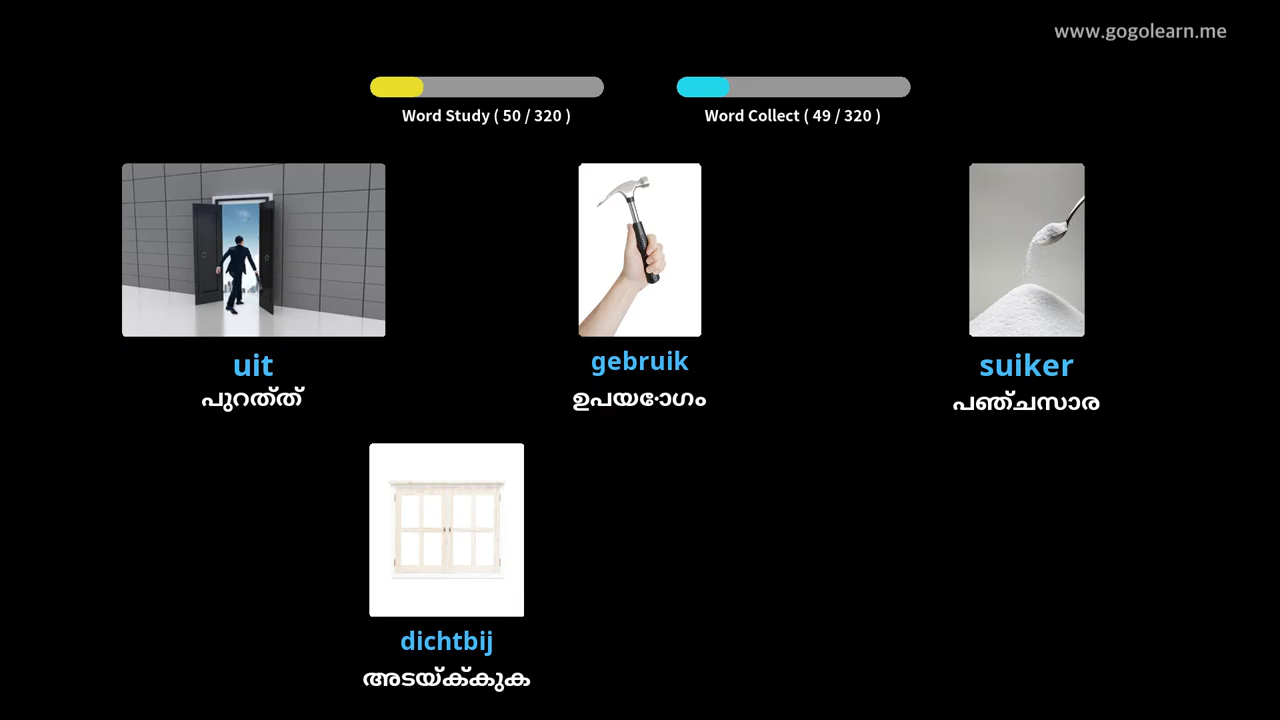 www.gogolearn.me
Word Study ( 50 / 320 )
Word Collect ( 49 / 320 )
uit
പുറത്ത്
gebruik
ഉപയോഗം
suiker
പഞ്ചസാര
dichtbij
അടയ്ക്കുക